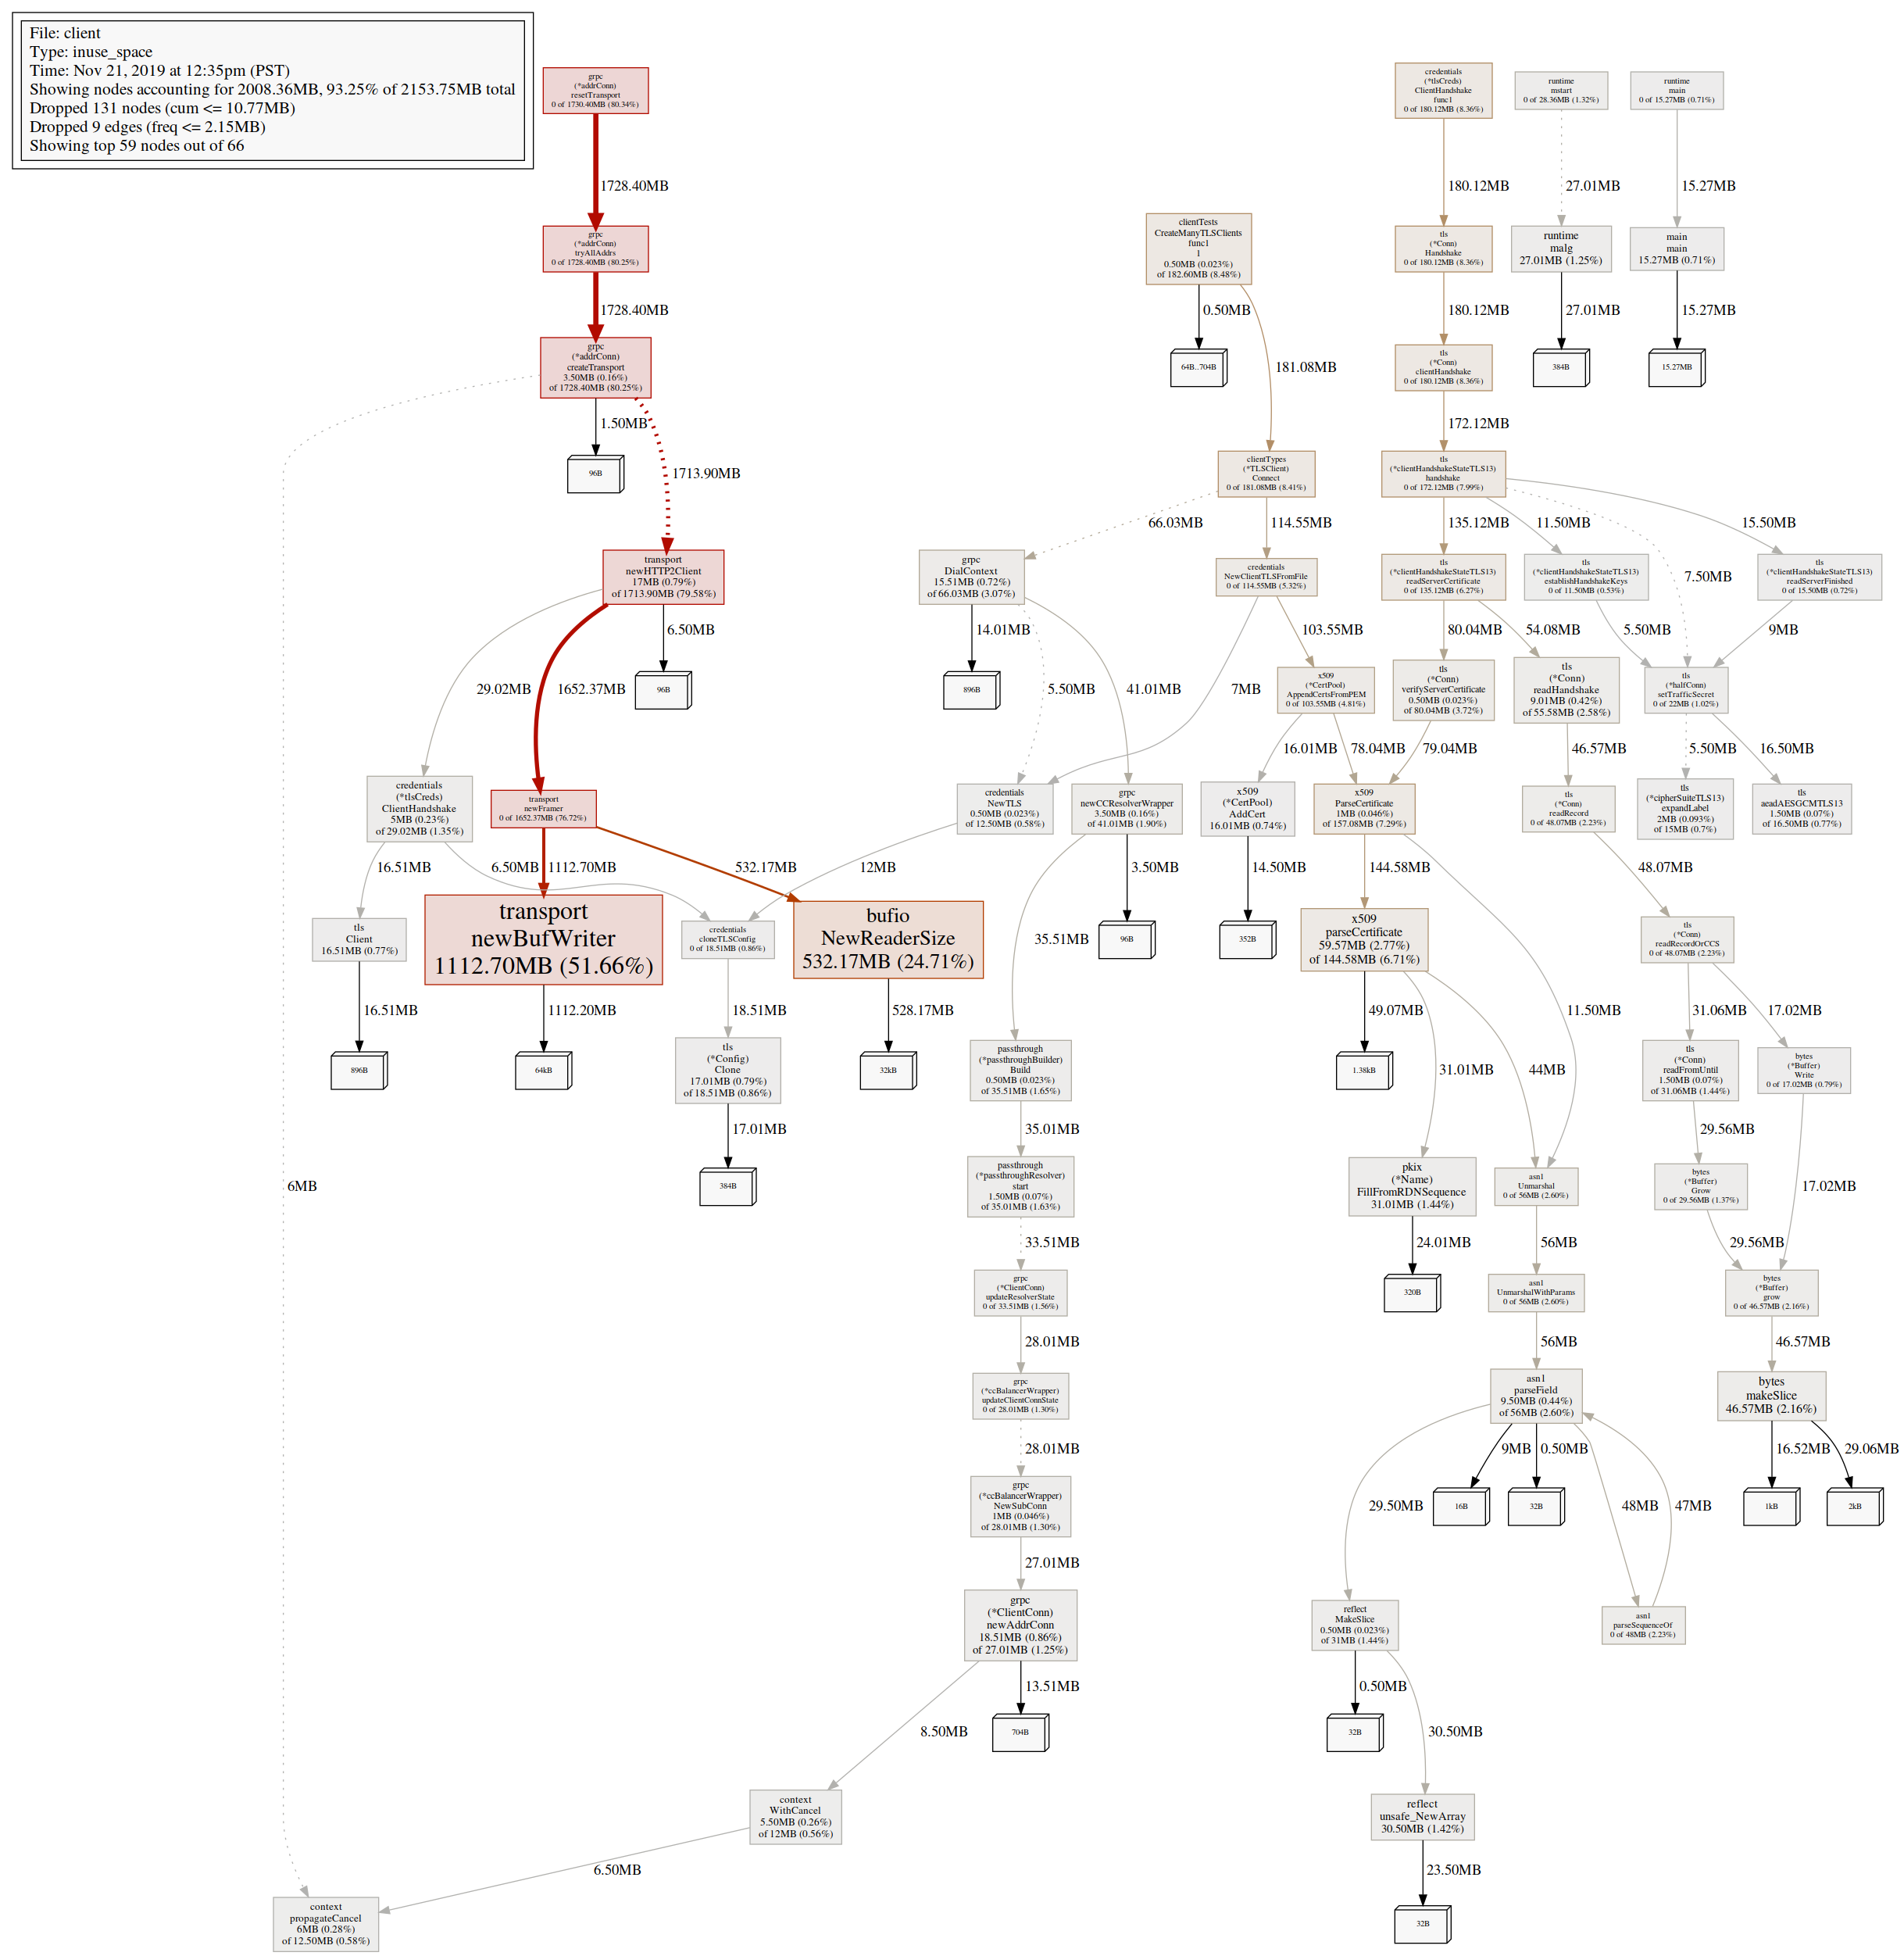 File: client
Type: inuse_space
Time: Nov 21, 2019 at 12:35pm (PST)
Showing nodes accounting for 2008.36MB, 93.25% of 2153.75MB total
Dropped 131 nodes (cum <= 10.77MB)
Dropped 9 edges (freq <= 2.15MB)
Showing top 59 nodes out of 66
grpc
(*addrConn)
resetTransport
0 of 1730.40MB (80.34%)
credentials
(*tlsCreds)
ClientHandshake
func1
0 of 180.12MB (8.36%)
runtime
mstart
0 of 28.36MB (1.32%)
runtime
main
0 of 15.27MB (0.71%)
1728.40MB
180.12MB
27.01MB
15.27MB
grpc
(*addrConn)
tryAllAddrs
0 of 1728.40MB (80.25%)
clientTests
CreateManyTLSClients
func1
1
0.50MB (0.023%)
of 182.60MB (8.48%)
tls
(*Conn)
Handshake
0 of 180.12MB (8.36%)
runtime
malg
27.01MB (1.25%)
main
main
15.27MB (0.71%)
1728.40MB
0.50MB
180.12MB
27.01MB
15.27MB
grpc
(*addrConn)
createTransport
3.50MB (0.16%)
of 1728.40MB (80.25%)
64B..704B
181.08MB
tls
(*Conn)
clientHandshake
0 of 180.12MB (8.36%)
384B
15.27MB
1.50MB
172.12MB
96B
1713.90MB
clientTypes
(*TLSClient)
Connect
0 of 181.08MB (8.41%)
tls
(*clientHandshakeStateTLS13)
handshake
0 of 172.12MB (7.99%)
66.03MB
114.55MB
135.12MB
11.50MB
15.50MB
transport
newHTTP2Client
17MB (0.79%)
of 1713.90MB (79.58%)
grpc
DialContext
15.51MB (0.72%)
of 66.03MB (3.07%)
credentials
NewClientTLSFromFile
0 of 114.55MB (5.32%)
tls
(*clientHandshakeStateTLS13)
readServerCertificate
0 of 135.12MB (6.27%)
tls
(*clientHandshakeStateTLS13)
establishHandshakeKeys
0 of 11.50MB (0.53%)
7.50MB
tls
(*clientHandshakeStateTLS13)
readServerFinished
0 of 15.50MB (0.72%)
6.50MB
14.01MB
103.55MB
80.04MB
54.08MB
5.50MB
9MB
29.02MB
1652.37MB
96B
896B
5.50MB
41.01MB
7MB
x509
(*CertPool)
AppendCertsFromPEM
0 of 103.55MB (4.81%)
tls
(*Conn)
verifyServerCertificate
0.50MB (0.023%)
of 80.04MB (3.72%)
tls
(*Conn)
readHandshake
9.01MB (0.42%)
of 55.58MB (2.58%)
tls
(*halfConn)
setTrafficSecret
0 of 22MB (1.02%)
16.01MB
78.04MB
79.04MB
46.57MB
5.50MB
16.50MB
credentials
(*tlsCreds)
ClientHandshake
5MB (0.23%)
of 29.02MB (1.35%)
transport
newFramer
0 of 1652.37MB (76.72%)
credentials
NewTLS
0.50MB (0.023%)
of 12.50MB (0.58%)
grpc
newCCResolverWrapper
3.50MB (0.16%)
of 41.01MB (1.90%)
x509
(*CertPool)
AddCert
16.01MB (0.74%)
x509
ParseCertificate
1MB (0.046%)
of 157.08MB (7.29%)
tls
(*Conn)
readRecord
0 of 48.07MB (2.23%)
tls
(*cipherSuiteTLS13)
expandLabel
2MB (0.093%)
of 15MB (0.7%)
tls
aeadAESGCMTLS13
1.50MB (0.07%)
of 16.50MB (0.77%)
16.51MB
6.50MB
1112.70MB
532.17MB
12MB
3.50MB
14.50MB
144.58MB
48.07MB
tls
Client
16.51MB (0.77%)
transport
newBufWriter
1112.70MB (51.66%)
credentials
cloneTLSConfig
0 of 18.51MB (0.86%)
bufio
NewReaderSize
532.17MB (24.71%)
35.51MB
96B
352B
x509
parseCertificate
59.57MB (2.77%)
of 144.58MB (6.71%)
tls
(*Conn)
readRecordOrCCS
0 of 48.07MB (2.23%)
16.51MB
1112.20MB
18.51MB
528.17MB
49.07MB
11.50MB
31.06MB
17.02MB
896B
64kB
tls
(*Config)
Clone
17.01MB (0.79%)
of 18.51MB (0.86%)
32kB
passthrough
(*passthroughBuilder)
Build
0.50MB (0.023%)
of 35.51MB (1.65%)
1.38kB
31.01MB
44MB
tls
(*Conn)
readFromUntil
1.50MB (0.07%)
of 31.06MB (1.44%)
bytes
(*Buffer)
Write
0 of 17.02MB (0.79%)
17.01MB
35.01MB
29.56MB
6MB
384B
passthrough
(*passthroughResolver)
start
1.50MB (0.07%)
of 35.01MB (1.63%)
pkix
(*Name)
FillFromRDNSequence
31.01MB (1.44%)
asn1
Unmarshal
0 of 56MB (2.60%)
bytes
(*Buffer)
Grow
0 of 29.56MB (1.37%)
17.02MB
33.51MB
24.01MB
56MB
29.56MB
grpc
(*ClientConn)
updateResolverState
0 of 33.51MB (1.56%)
320B
asn1
UnmarshalWithParams
0 of 56MB (2.60%)
bytes
(*Buffer)
grow
0 of 46.57MB (2.16%)
28.01MB
56MB
46.57MB
grpc
(*ccBalancerWrapper)
updateClientConnState
0 of 28.01MB (1.30%)
asn1
parseField
9.50MB (0.44%)
of 56MB (2.60%)
bytes
makeSlice
46.57MB (2.16%)
28.01MB
9MB
0.50MB
16.52MB
29.06MB
grpc
(*ccBalancerWrapper)
NewSubConn
1MB (0.046%)
of 28.01MB (1.30%)
29.50MB
16B
32B
48MB
47MB
1kB
2kB
27.01MB
grpc
(*ClientConn)
newAddrConn
18.51MB (0.86%)
of 27.01MB (1.25%)
reflect
MakeSlice
0.50MB (0.023%)
of 31MB (1.44%)
asn1
parseSequenceOf
0 of 48MB (2.23%)
13.51MB
0.50MB
8.50MB
704B
32B
30.50MB
context
WithCancel
5.50MB (0.26%)
of 12MB (0.56%)
reflect
unsafe_NewArray
30.50MB (1.42%)
6.50MB
23.50MB
context
propagateCancel
6MB (0.28%)
of 12.50MB (0.58%)
32B